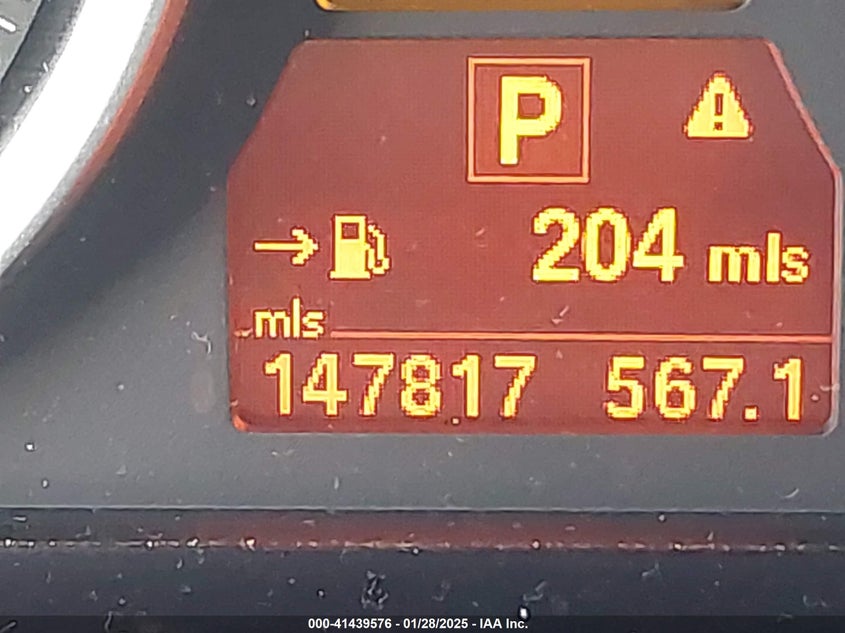 P
204 mls
mls
147817 567.1
000-41439576 - 01/28/2025 - IAA Inc.